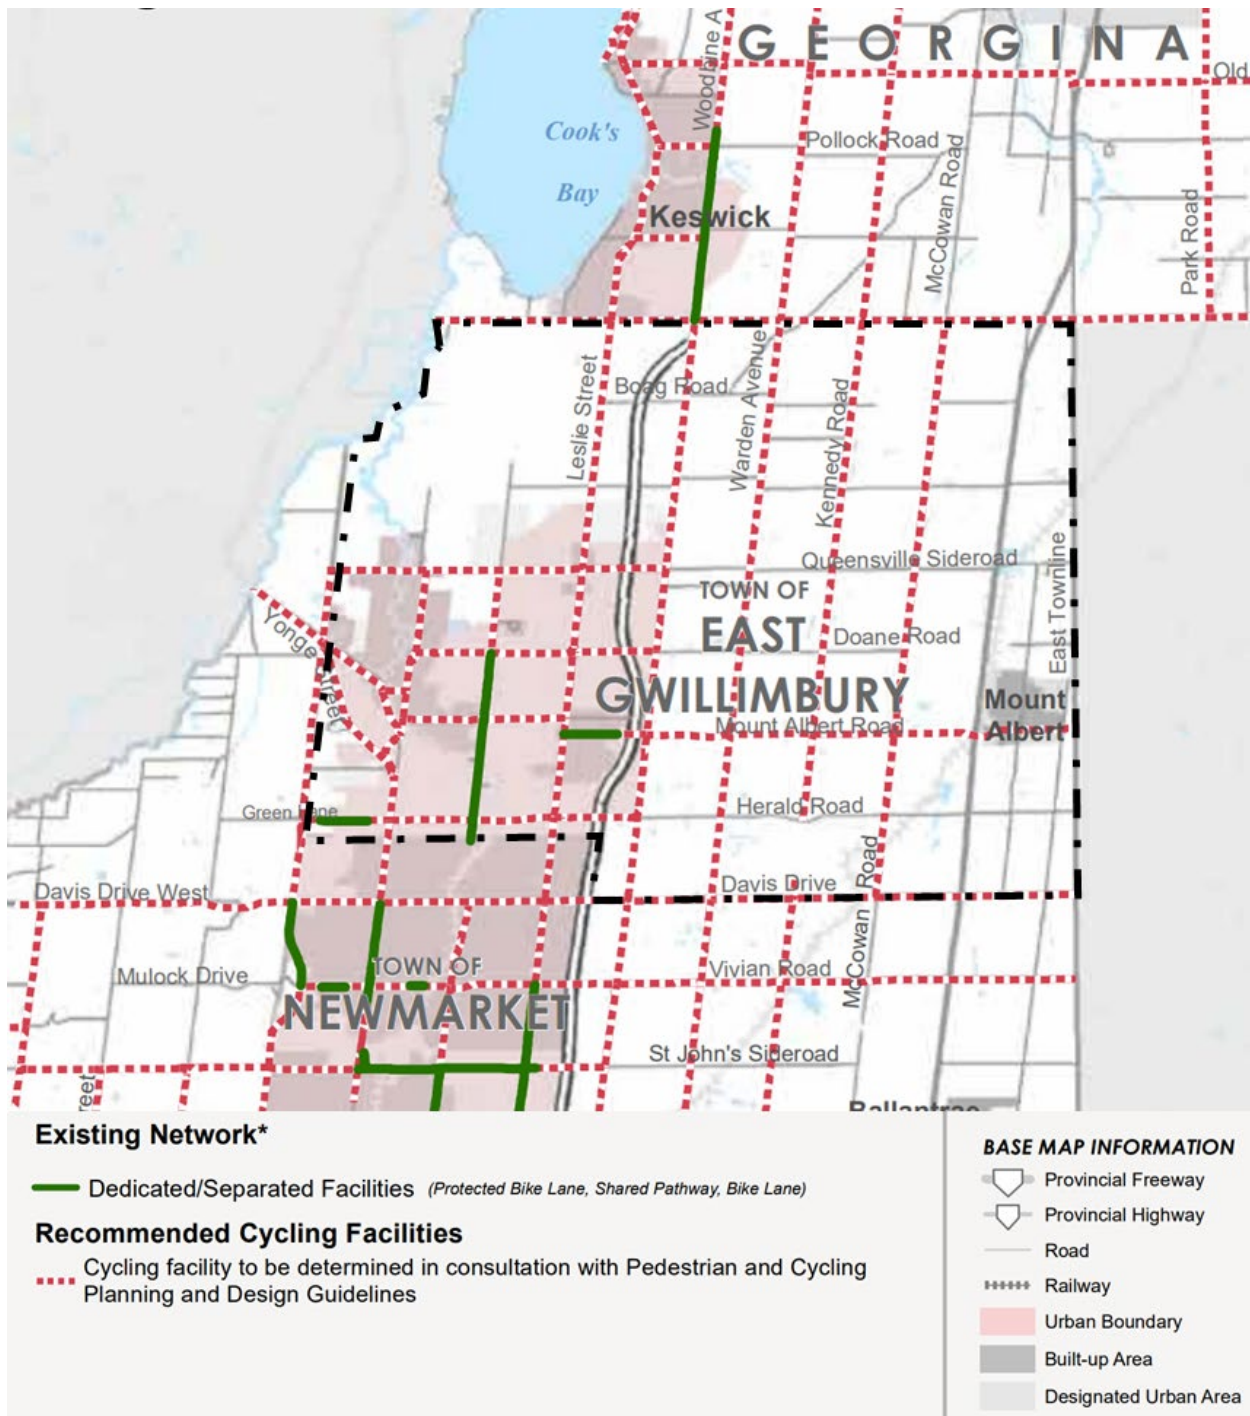 GEORGINA
Woodbine A
Old
Cook's
Bay
Pollock Road
McCowan Road
Keswick
Park Road
Leslie Street
Boag Road
Warden Avenue
Kennedy Road
Queensville Sideroad
East Townline
TOWN OF
EAST
GWILLIMBURY
Doane Road
Yonge Street
Mount
Albert
Mount Albert Road
Green Lane
Herald Road
Davis Drive West
Davis Drive
McCowan Road
Mulock Drive
TOWN OF
NEWMARKET
Vivian Road
St John's Sideroad
reet
Ballantrae
Existing Network*
Dedicated/Separated Facilities (Protected Bike Lane, Shared Pathway, Bike Lane)
Recommended Cycling Facilities
Cycling facility to be determined in consultation with Pedestrian and Cycling
Planning and Design Guidelines
BASE MAP INFORMATION
Provincial Freeway
Provincial Highway
Road
Railway
Urban Boundary
Built-up Area
Designated Urban Area